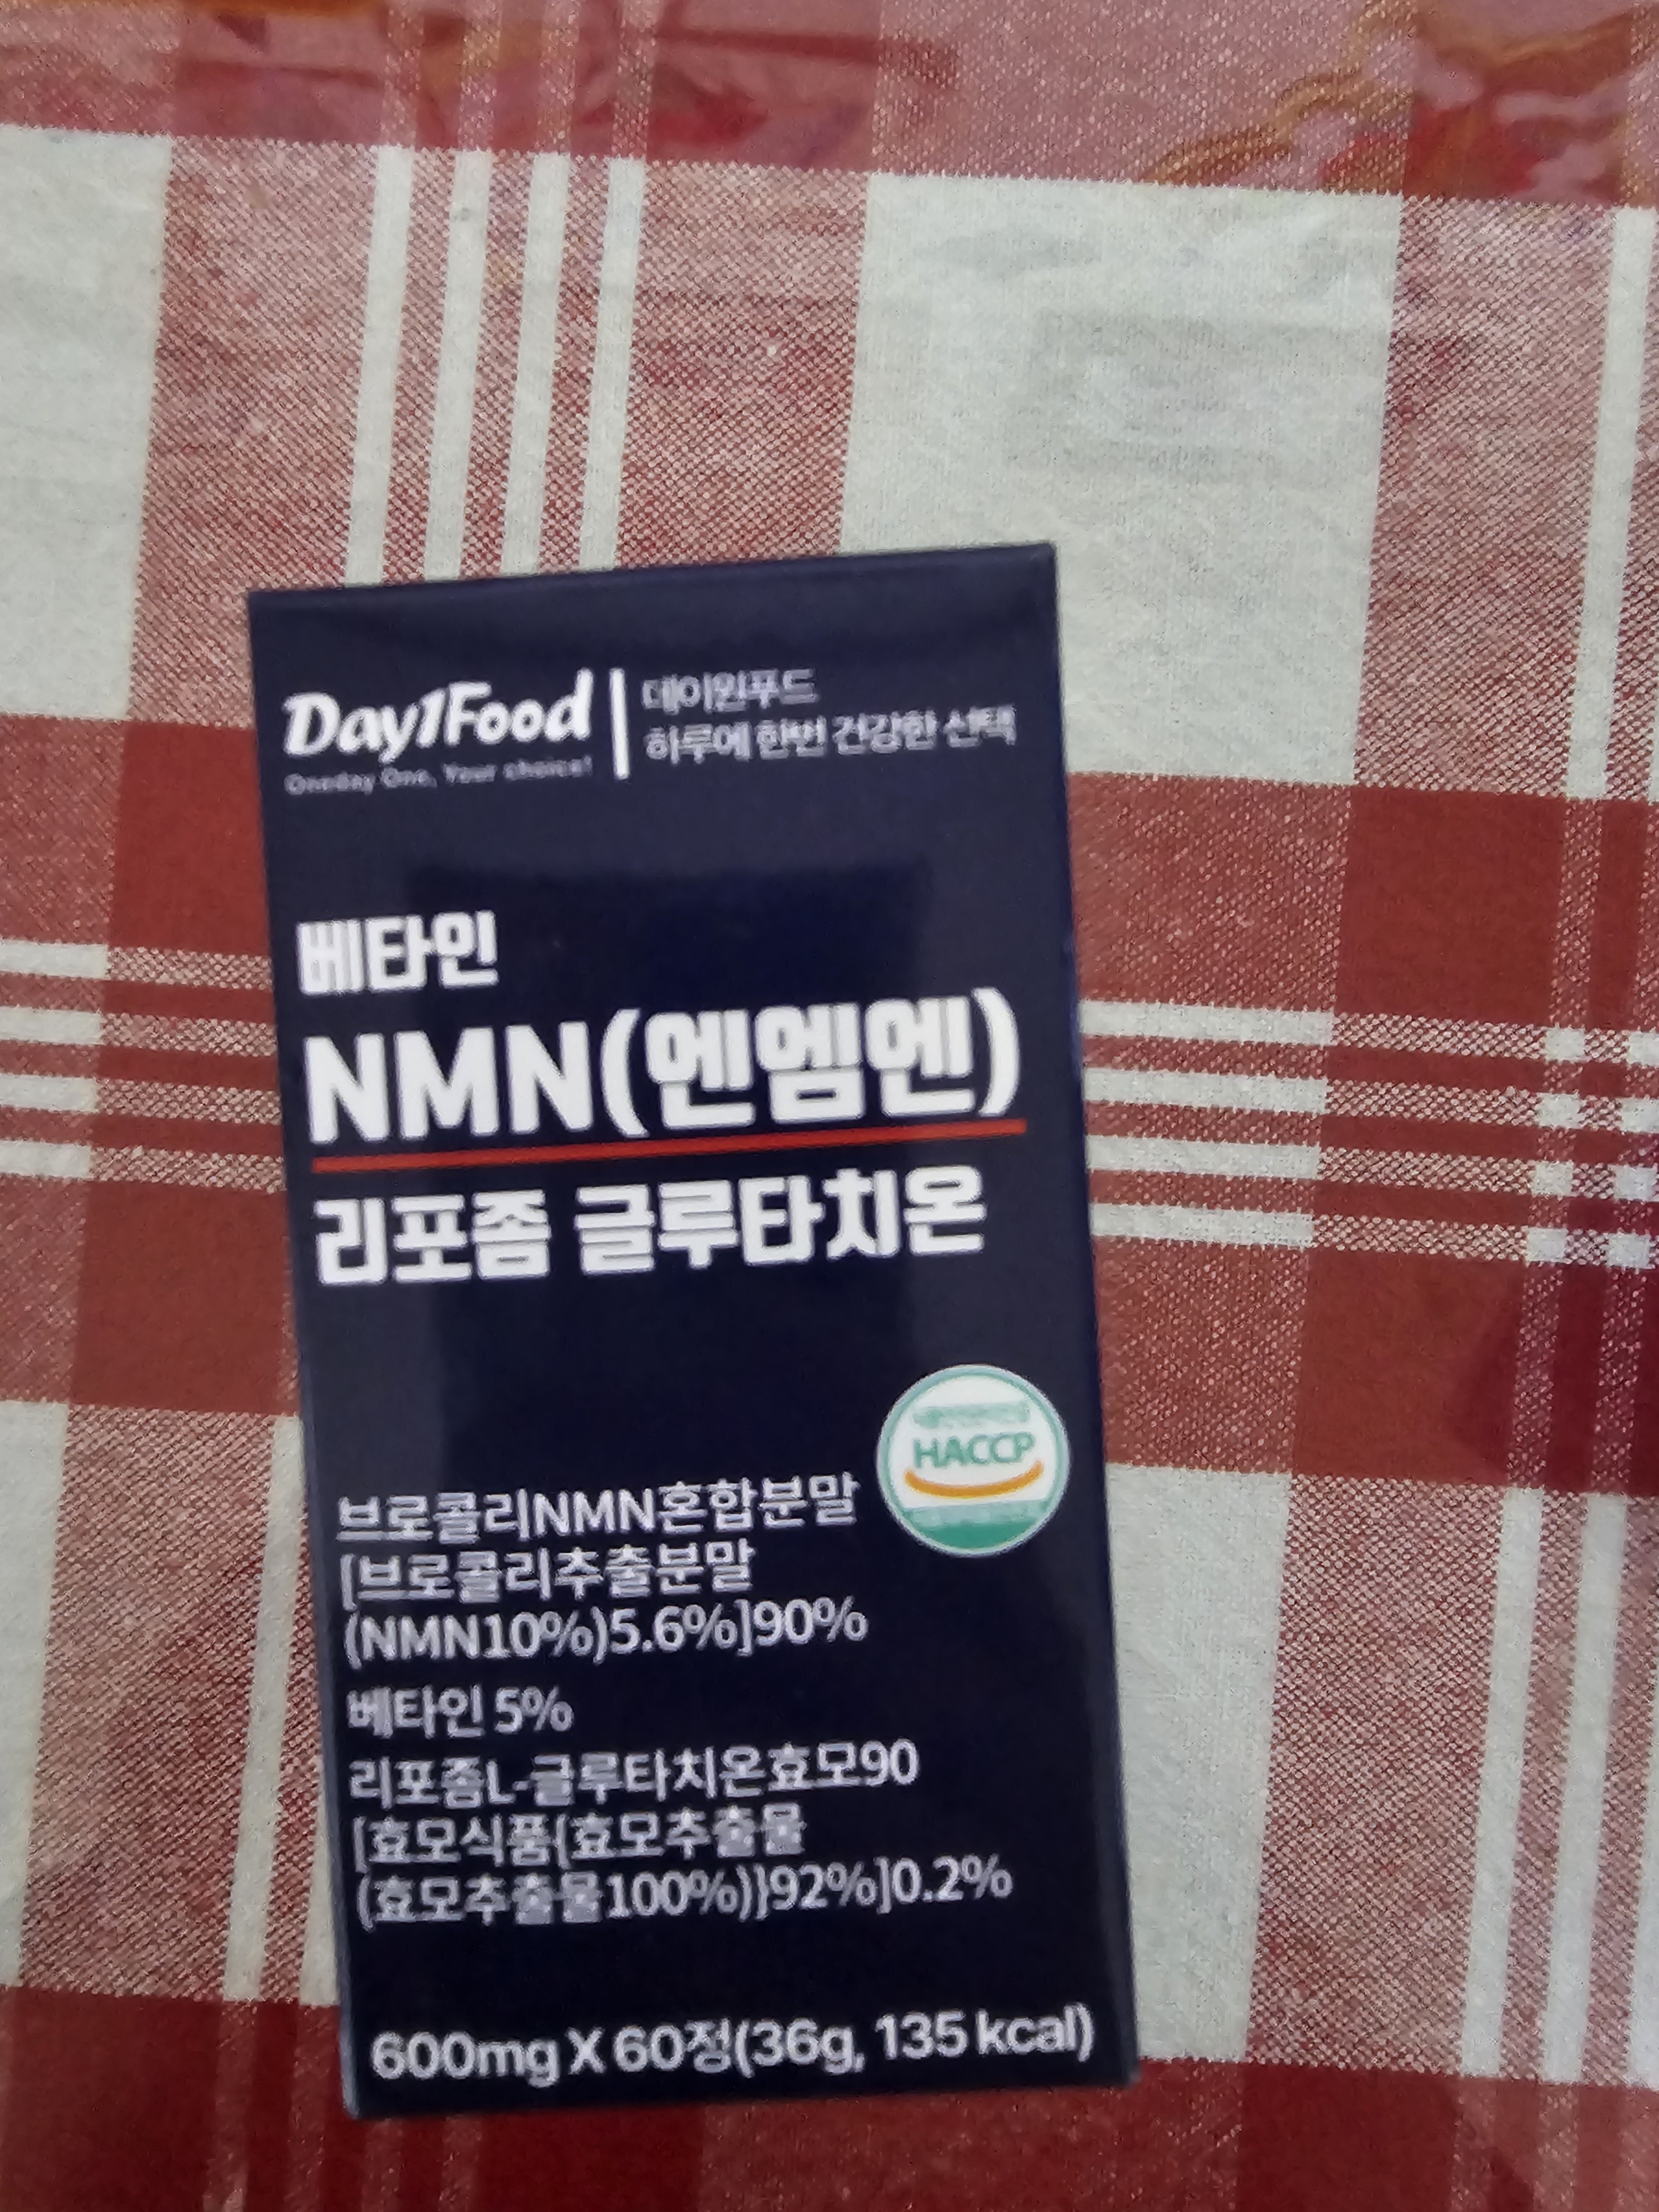 Day1Food
Oneday One, Your choice!
데이원푸드
하루에 한번 건강한 선택
베타인
NMN(엔엠엔)
리포좀 글루타치온
HACCP
브로콜리NMN혼합분말
[브로콜리추출분말
(NMN10%)5.6%]90%
베타인 5%
리포좀L-글루타치온효모90
[효모식품{효모추출물
(효모추출물100%)}92%]0.2%
600mg X 60정(36g, 135 kcal)